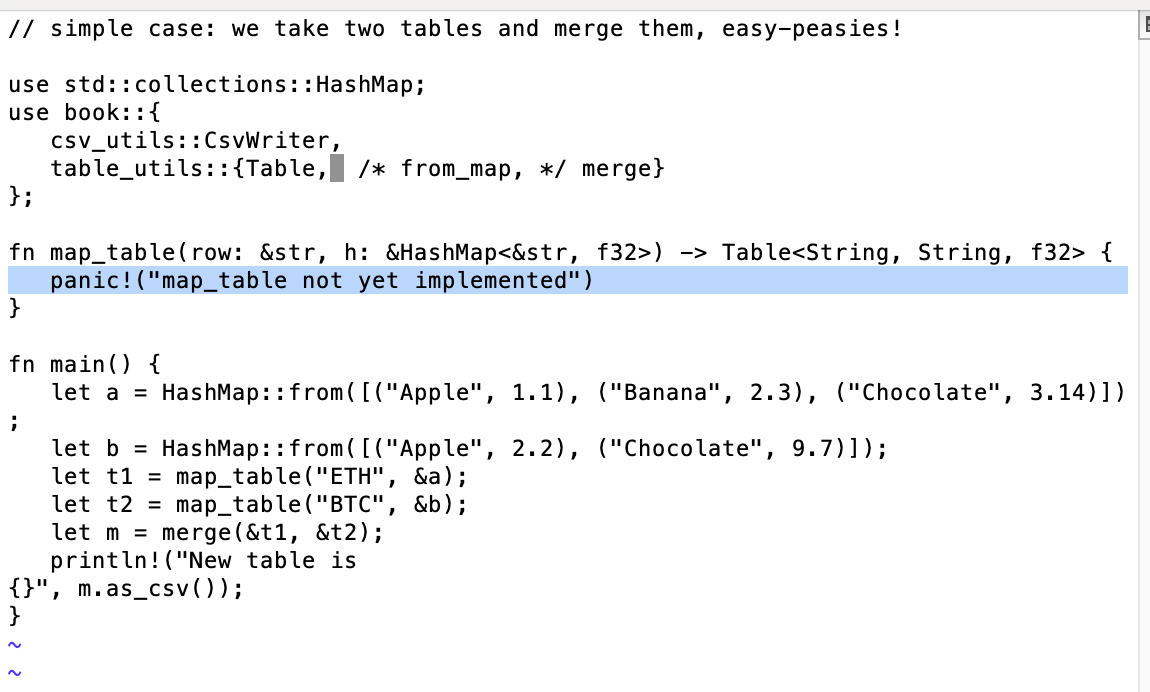 // simple case: we take two tables and merge them, easy-peasies!

use std::collections::HashMap;
use book::{
   csv_utils::CsvWriter,
   table_utils::{Table,  /* from_map, */ merge}
};

fn map_table(row: &str, h: &HashMap<&str, f32>) -> Table<String, String, f32> {
   panic!("map_table not yet implemented")
}

fn main() {
   let a = HashMap::from([("Apple", 1.1), ("Banana", 2.3), ("Chocolate", 3.14)])
;
   let b = HashMap::from([("Apple", 2.2), ("Chocolate", 9.7)]);
   let t1 = map_table("ETH", &a);
   let t2 = map_table("BTC", &b);
   let m = merge(&t1, &t2);
   println!("New table is
{}", m.as_csv());
}
~
~